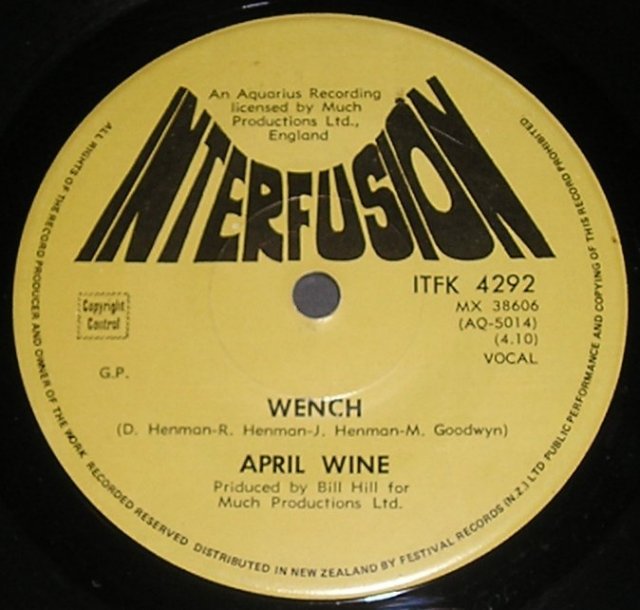 An Aquarius Recording
licensed by Much
Productions Ltd.,
England
INTERFUSION
ITFK 4292
MX 38606
(AQ-5014)
(4.10)
VOCAL
Copyright
Control
G.P.
WENCH
(D. Henman-R. Henman-J. Henman-M. Goodwyn)
APRIL WINE
Produced by Bill Hill for
Much Productions Ltd.
ALL RIGHTS OF THE RECORD PRODUCER AND OWNER OF THE WORK RECORDED RESERVED DISTRIBUTED IN NEW ZEALAND BY FESTIVAL RECORDS (N.Z.) LTD PUBLIC PERFORMANCE AND COPYING OF THIS RECORD PROHIBITED